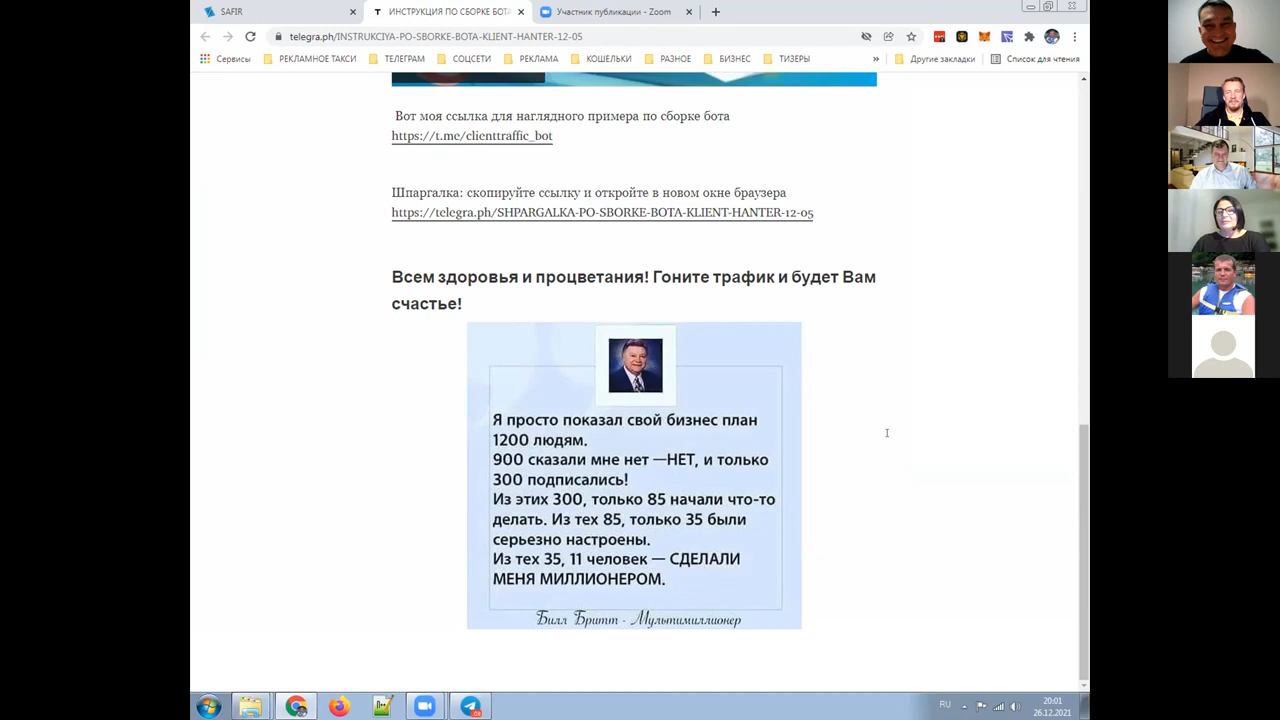 SAFIR
ИНСТРУКЦИЯ ПО СБОРКЕ БОТА
Участник публикации - Zoom
telegra.ph/INSTRUKCIYA-PO-SBORKE-BOTA-KLIENT-HANTER-12-05
Сервисы
РЕКЛАМНОЕ ТАКСИ
ТЕЛЕГРАМ
СОЦСЕТИ
РЕКЛАМА
КОШЕЛЬКИ
РАЗНОЕ
БИЗНЕС
ТИЗЕРЫ
»
Другие закладки
Список для чтения
Вот моя ссылка для наглядного примера по сборке бота
https://t.me/clienttraffic_bot
Шпаргалка: скопируйте ссылку и откройте в новом окне браузера
https://telegra.ph/SHPARGALKA-PO-SBORKE-BOTA-KLIENT-HANTER-12-05
Всем здоровья и процветания! Гоните трафик и будет Вам
счастье!
Я просто показал свой бизнес план
1200 людям.
900 сказали мне нет —НЕТ, и только
300 подписались!
Из этих 300, только 85 начали что-то
делать. Из тех 85, только 35 были
серьезно настроены.
Из тех 35, 11 человек — СДЕЛАЛИ
МЕНЯ МИЛЛИОНЕРОМ.
Билл Бритт - Мультимиллионер
RU
20:01
26.12.2021